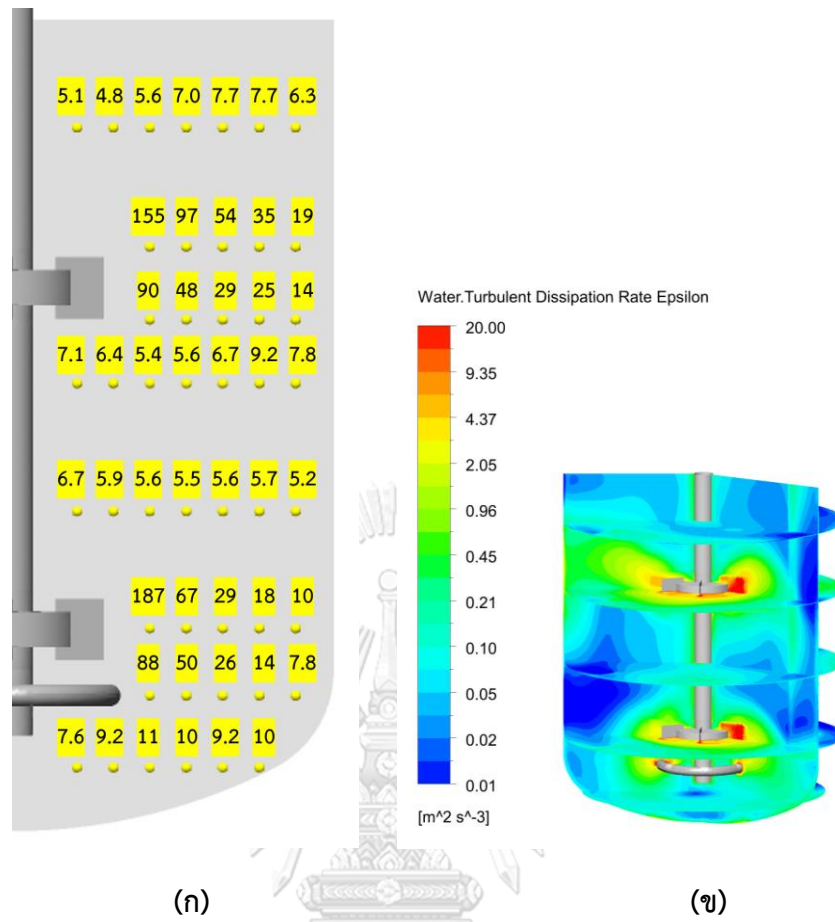 5.1 4.8 5.6 7.0 7.7 7.7 6.3
155 97 54 35 19
90 48 29 25 14
7.1 6.4 5.4 5.6 6.7 9.2 7.8
6.7 5.9 5.6 5.5 5.6 5.7 5.2
187 67 29 18 10
88 50 26 14 7.8
7.6 9.2 11 10 9.2 10
(ก)
Water.Turbulent Dissipation Rate Epsilon
20.00
9.35
4.37
2.05
0.96
0.45
0.21
0.10
0.05
0.02
0.01
[m^2 s^-3]
(ข)